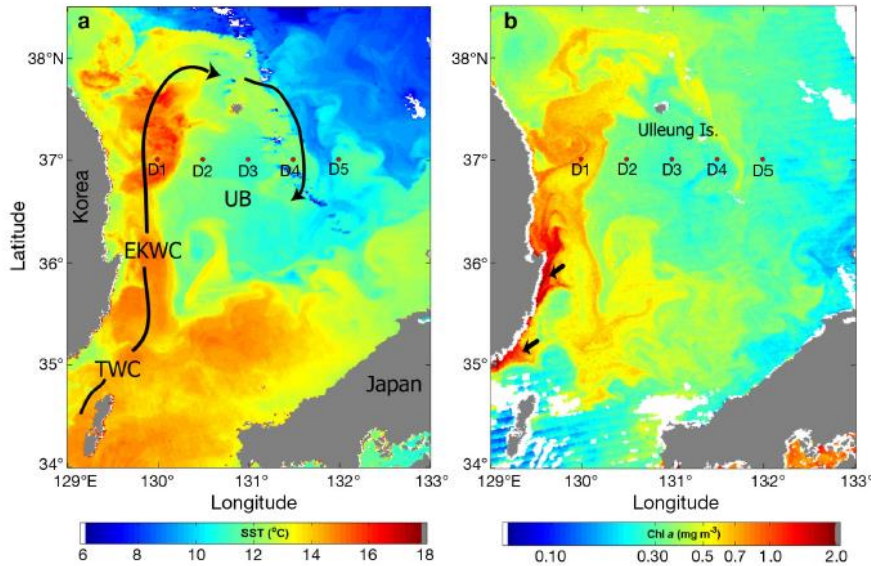 a
38°N
37°
36°
35°
34°
Latitude
Korea
D1 D2 D3 D4 D5
UB
EKWC
TWC
Japan
129°E 130° 131° 132° 133°
Longitude
SST (°C)
6 8 10 12 14 16 18
b
38°N
37°
36°
35°
34°
Ulleung Is.
D1 D2 D3 D4 D5
129°E 130° 131° 132° 133°
Longitude
Chl a (mg m⁻³)
0.10 0.30 0.5 0.7 1.0 2.0